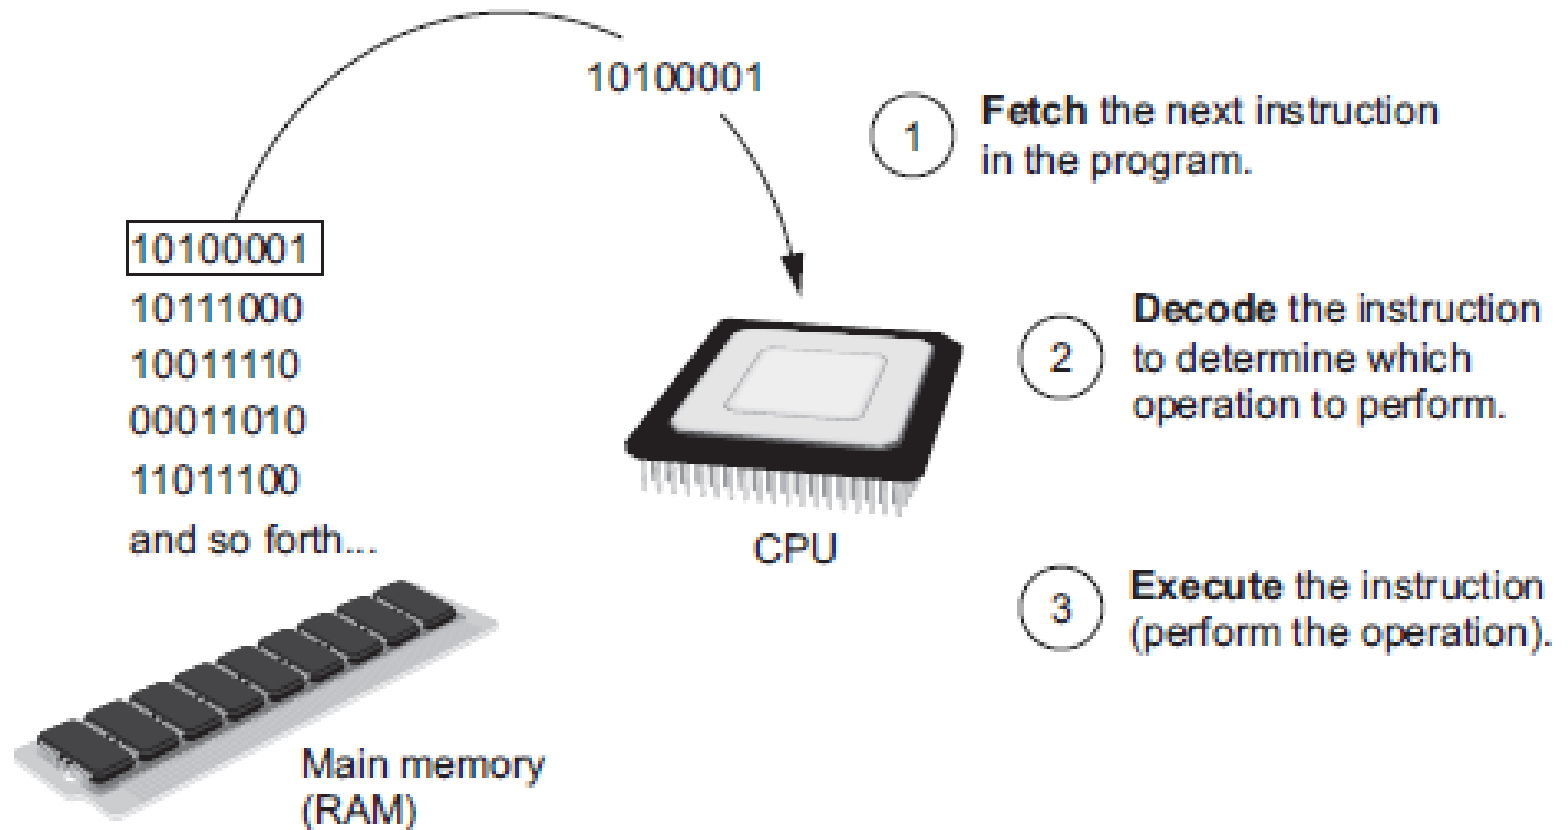 10100001
1
Fetch the next instruction
in the program.
10100001
10111000
10011110
00011010
11011100
and so forth...
CPU
2
Decode the instruction
to determine which
operation to perform.
3
Execute the instruction
(perform the operation).
Main memory
(RAM)